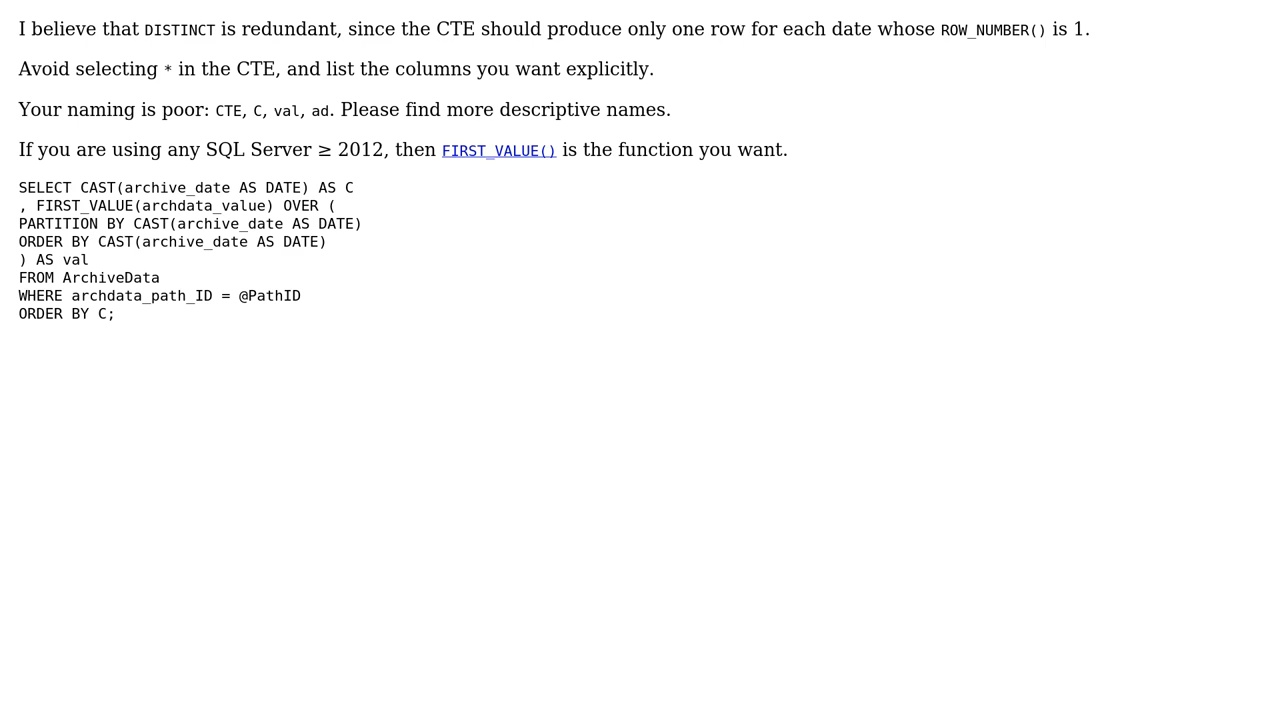 I believe that DISTINCT is redundant, since the CTE should produce only one row for each date whose ROW_NUMBER() is 1.
Avoid selecting * in the CTE, and list the columns you want explicitly.
Your naming is poor: CTE, C, val, ad. Please find more descriptive names.
If you are using any SQL Server ≥ 2012, then FIRST_VALUE() is the function you want.
SELECT CAST(archive_date AS DATE) AS C
, FIRST_VALUE(archdata_value) OVER (
PARTITION BY CAST(archive_date AS DATE)
ORDER BY CAST(archive_date AS DATE)
) AS val
FROM ArchiveData
WHERE archdata_path_ID = @PathID
ORDER BY C;